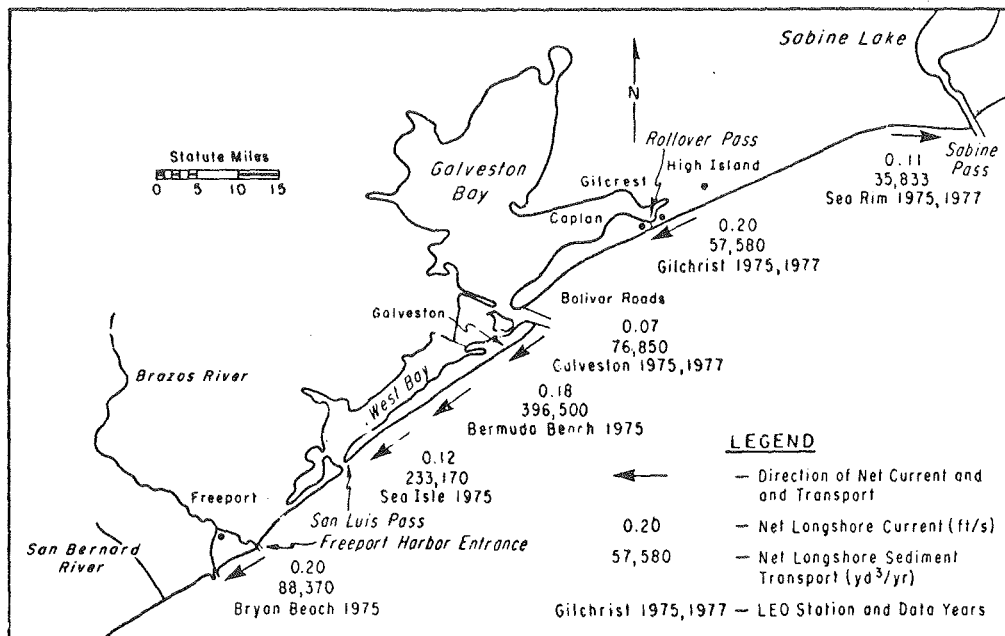 Sabine Lake
N
Rollover Pass
High Island
Sabine
Pass
Statute Miles
0 5 10 15
Galveston
Bay
Gilcrest
Caplan
0.11
35,833
Sea Rim 1975, 1977
0.20
57,580
Gilchrist 1975, 1977
Bolivar Roads
Galveston
0.07
76,850
Galveston 1975, 1977
Brazos River
West Bay
0.18
396,500
Bermuda Beach 1975
0.12
233,170
Sea Isle 1975
Freeport
San Luis Pass
Freeport Harbor Entrance
San Bernard
River
0.20
88,370
Bryan Beach 1975
LEGEND
— Direction of Net Current and
and Transport
0.20 — Net Longshore Current (ft/s)
57,580 — Net Longshore Sediment
Transport (yd³/yr)
Gilchrist 1975, 1977 — LEO Station and Data Years